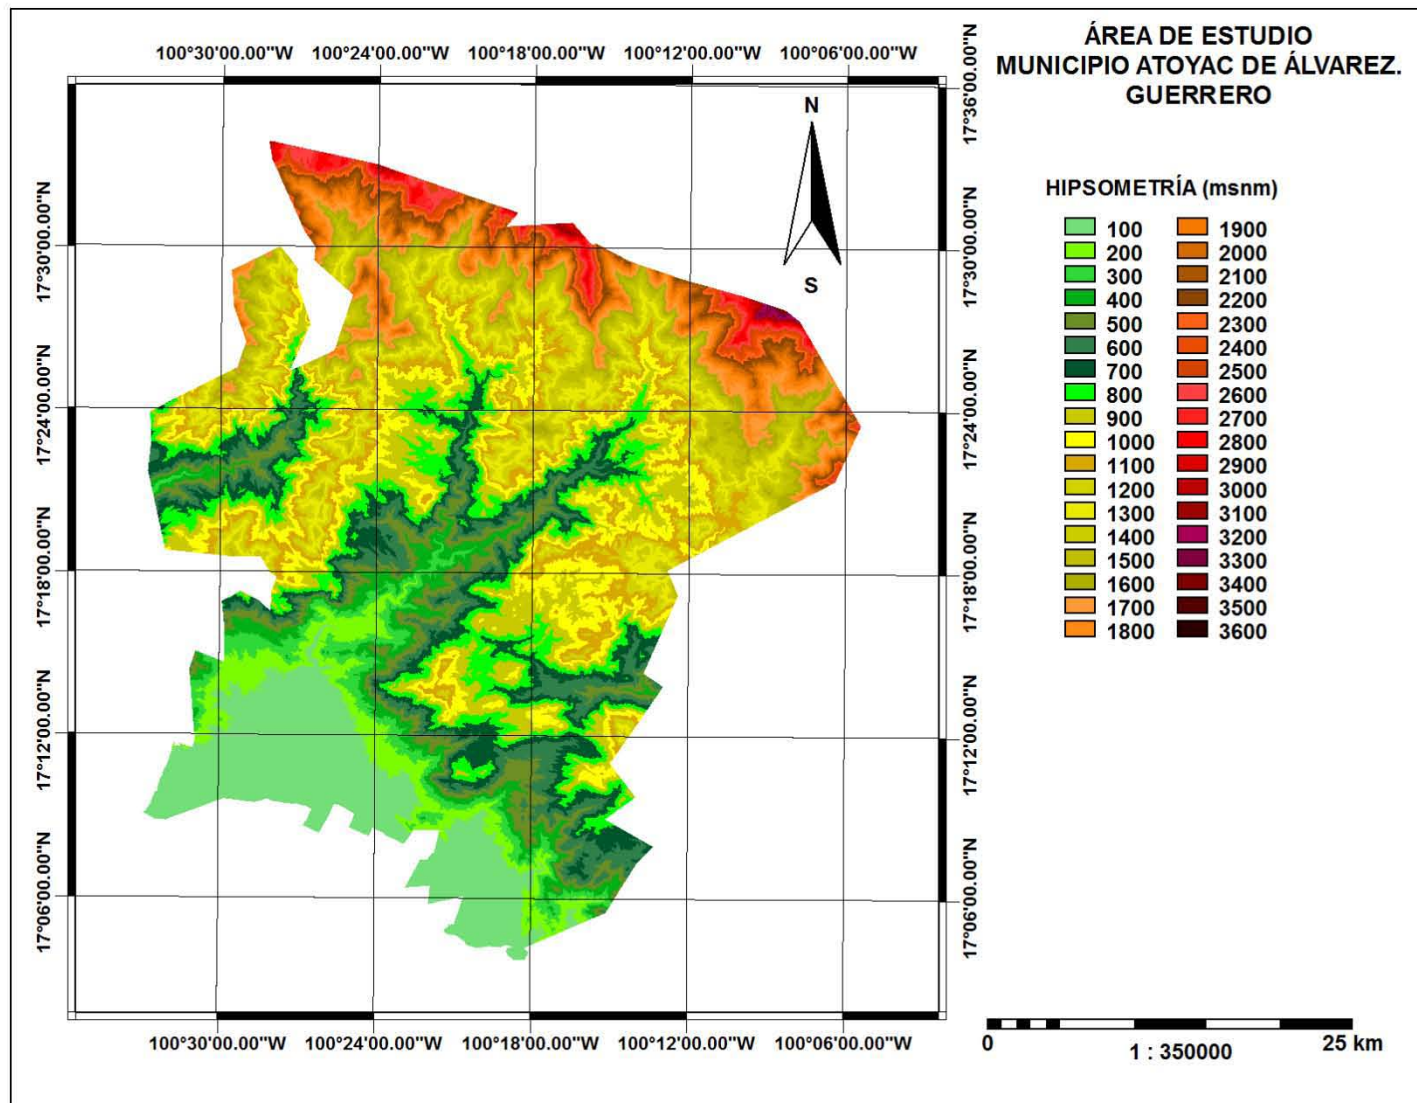 100°30'00.00"W 100°24'00.00"W 100°18'00.00"W 100°12'00.00"W 100°06'00.00"W
ÁREA DE ESTUDIO
MUNICIPIO ATOYAC DE ÁLVAREZ.
GUERRERO
N
S
17°30'00.00"N
17°24'00.00"N
17°18'00.00"N
17°12'00.00"N
17°06'00.00"N
17°36'00.00"N
17°30'00.00"N
17°24'00.00"N
17°18'00.00"N
17°12'00.00"N
17°06'00.00"N
HIPSOMETRÍA (msnm)
100 1900
200 2000
300 2100
400 2200
500 2300
600 2400
700 2500
800 2600
900 2700
1000 2800
1100 2900
1200 3000
1300 3100
1400 3200
1500 3300
1600 3400
1700 3500
1800 3600
100°30'00.00"W 100°24'00.00"W 100°18'00.00"W 100°12'00.00"W 100°06'00.00"W
0 25 km
1 : 350000